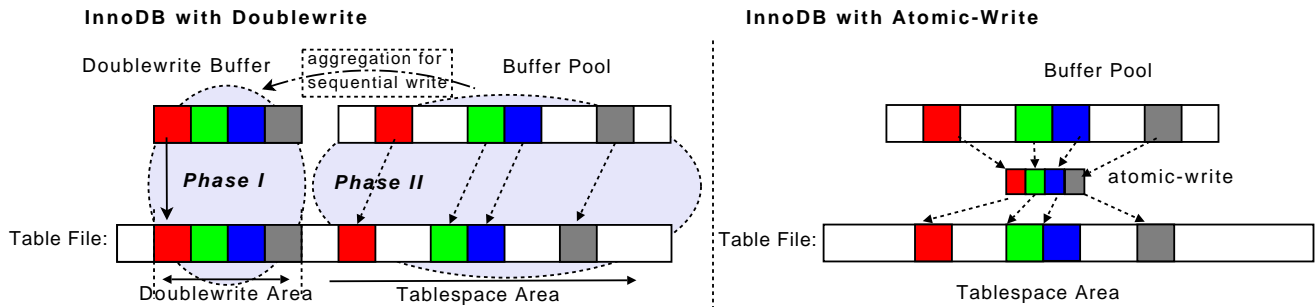 InnoDB with Doublewrite
InnoDB with Atomic-Write
aggregation for
sequential write
Doublewrite Buffer
Buffer Pool
Buffer Pool
Phase I
Phase II
atomic-write
Table File:
Table File:
Doublewrite Area
Tablespace Area
Tablespace Area